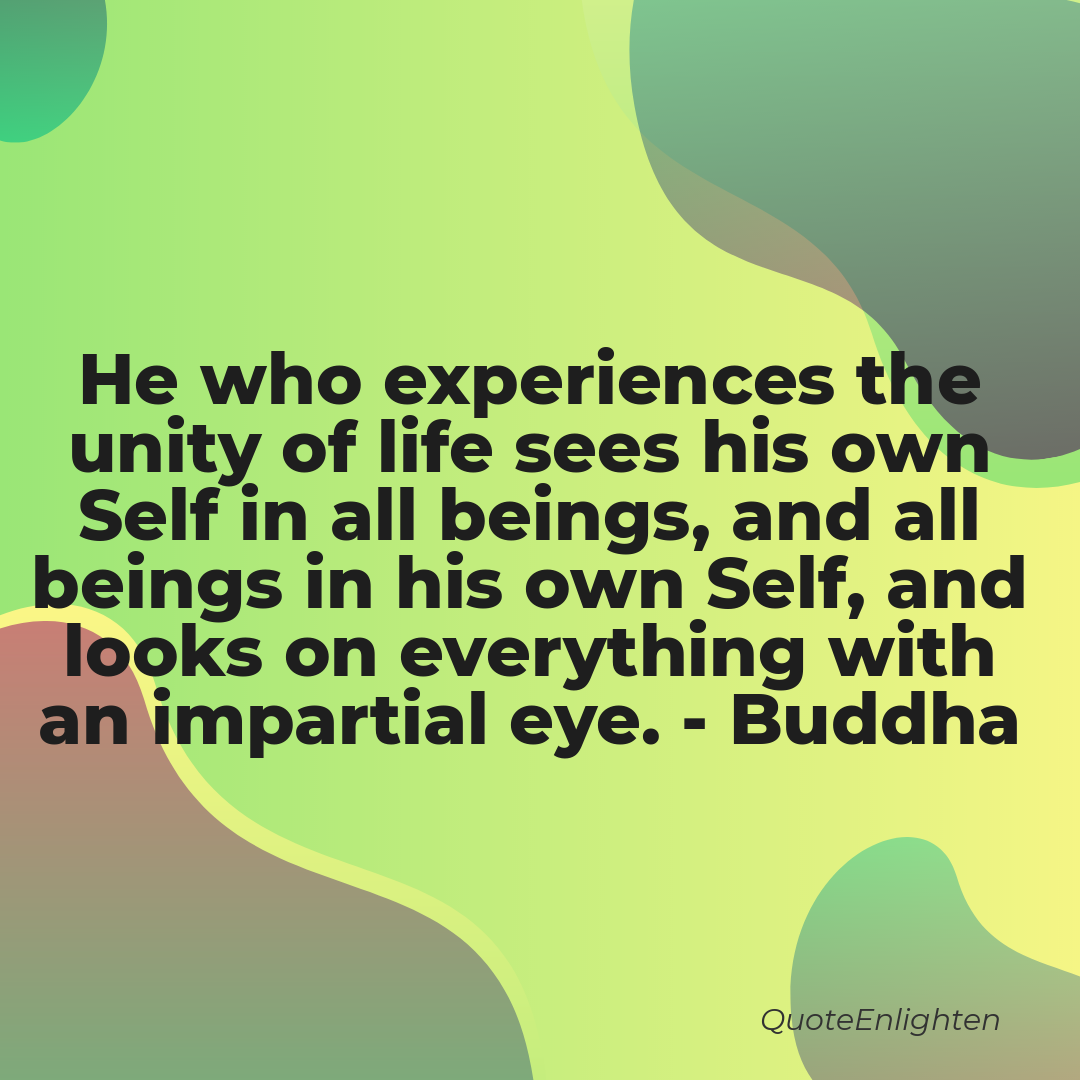 He who experiences the
unity of life sees his own
Self in all beings, and all
beings in his own Self, and
looks on everything with
an impartial eye. - Buddha
QuoteEnlighten